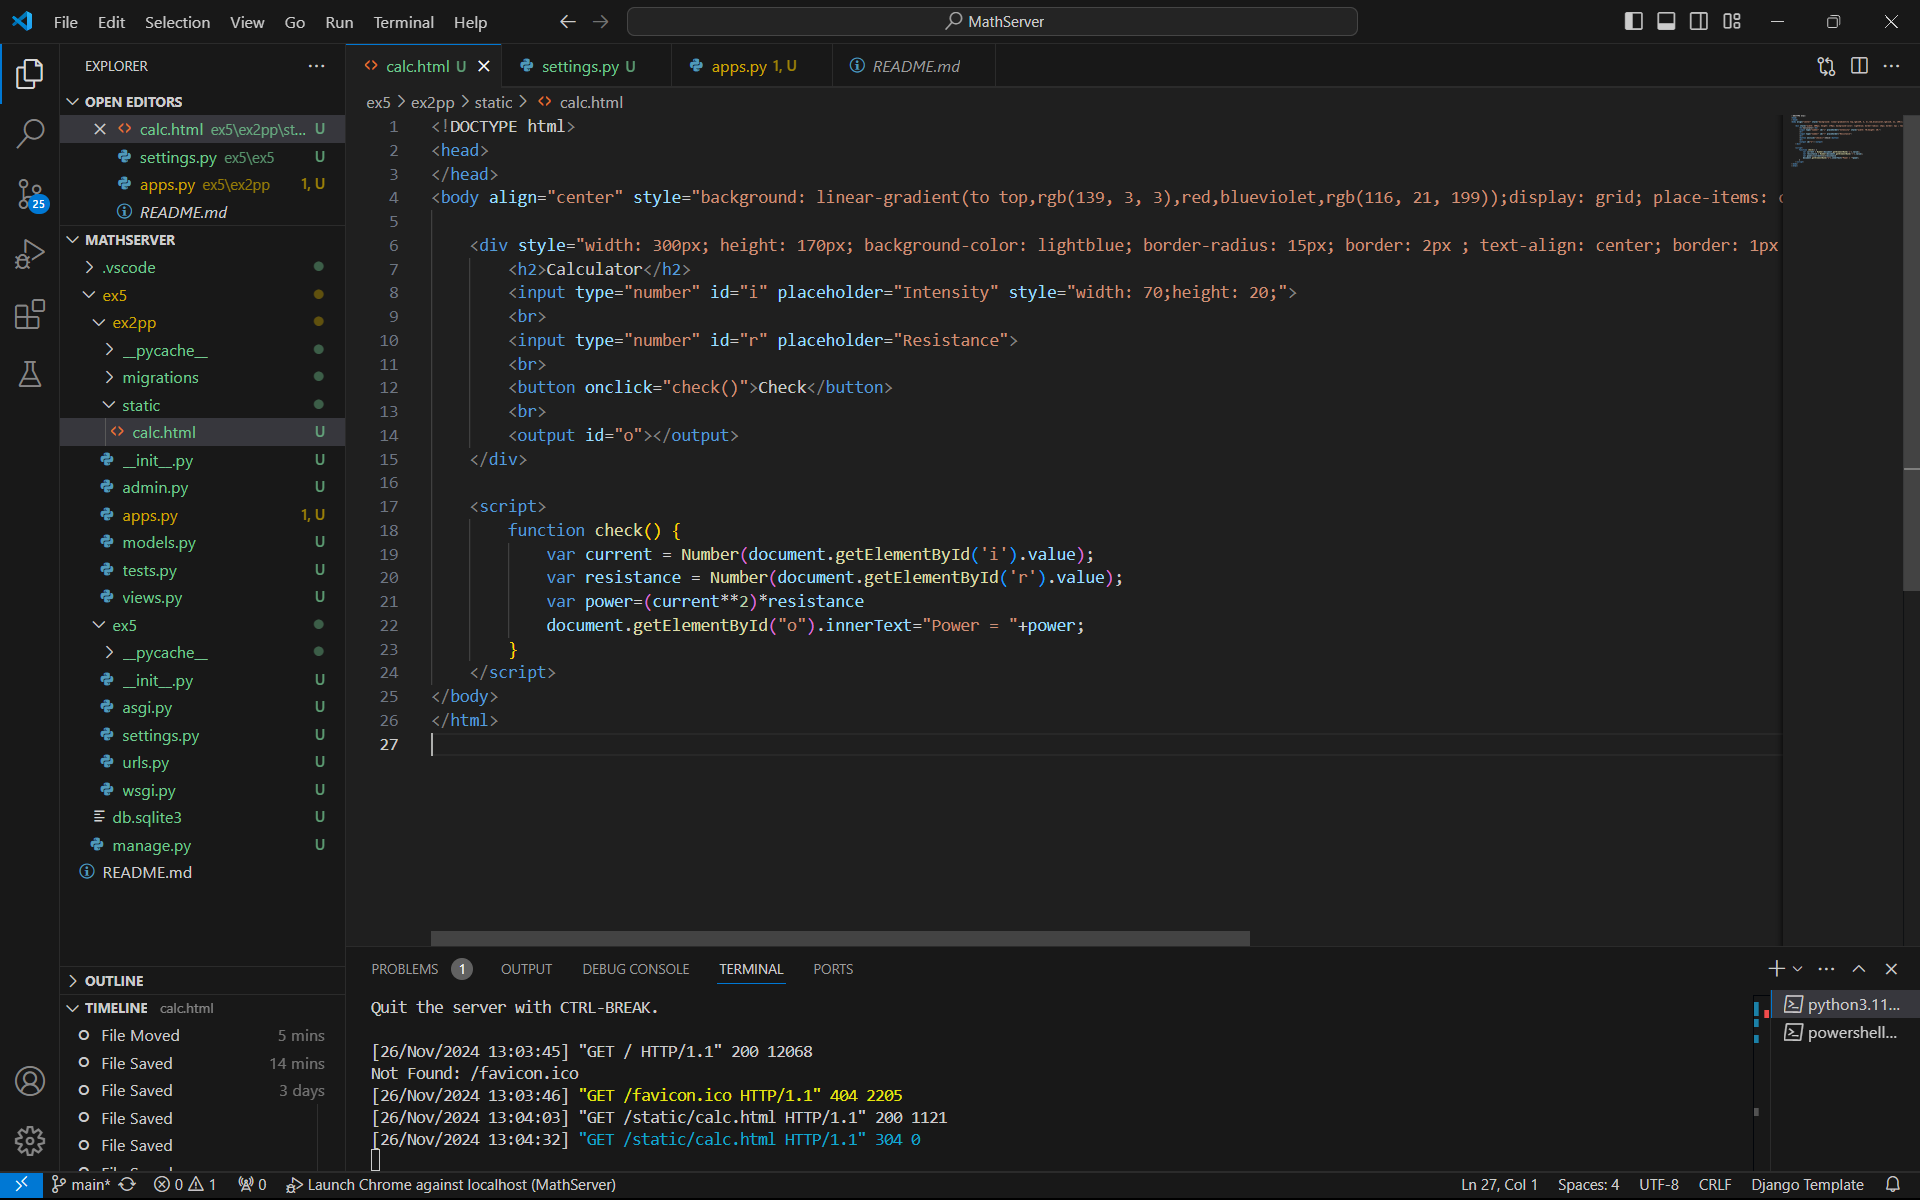 File Edit Selection View Go Run Terminal Help
MathServer
EXPLORER
OPEN EDITORS
calc.html ex5\ex2pp\st... U
settings.py ex5\ex5 U
apps.py ex5\ex2pp 1, U
README.md
MATHSERVER
.vscode
ex5
ex2pp
__pycache__
migrations
static
calc.html U
__init__.py U
admin.py U
apps.py 1, U
models.py U
tests.py U
views.py U
ex5
__pycache__
__init__.py U
asgi.py U
settings.py U
urls.py U
wsgi.py U
db.sqlite3 U
manage.py U
README.md
OUTLINE
TIMELINE calc.html
File Moved 5 mins
File Saved 14 mins
File Saved 3 days
File Saved
File Saved
25
calc.html U
settings.py U
apps.py 1, U
README.md
ex5 > ex2pp > static > calc.html
1 <!DOCTYPE html>
2 <head>
3 </head>
4 <body align="center" style="background: linear-gradient(to top,rgb(139, 3, 3),red,blueviolet,rgb(116, 21, 199));display: grid; place-items:
5
6 <div style="width: 300px; height: 170px; background-color: lightblue; border-radius: 15px; border: 2px ; text-align: center; border: 1px
7 <h2>Calculator</h2>
8 <input type="number" id="i" placeholder="Intensity" style="width: 70;height: 20;">
9 <br>
10 <input type="number" id="r" placeholder="Resistance">
11 <br>
12 <button onclick="check()">Check</button>
13 <br>
14 <output id="o"></output>
15 </div>
16
17 <script>
18 function check() {
19 var current = Number(document.getElementById('i').value);
20 var resistance = Number(document.getElementById('r').value);
21 var power=(current**2)*resistance
22 document.getElementById("o").innerText="Power = "+power;
23 }
24 </script>
25 </body>
26 </html>
27
PROBLEMS 1 OUTPUT DEBUG CONSOLE TERMINAL PORTS
Quit the server with CTRL-BREAK.
[26/Nov/2024 13:03:45] "GET / HTTP/1.1" 200 12068
Not Found: /favicon.ico
[26/Nov/2024 13:03:46] "GET /favicon.ico HTTP/1.1" 404 2205
[26/Nov/2024 13:04:03] "GET /static/calc.html HTTP/1.1" 200 1121
[26/Nov/2024 13:04:32] "GET /static/calc.html HTTP/1.1" 304 0
python3.11...
powershell...
main* 0 1 0 Launch Chrome against localhost (MathServer)
Ln 27, Col 1 Spaces: 4 UTF-8 CRLF Django Template